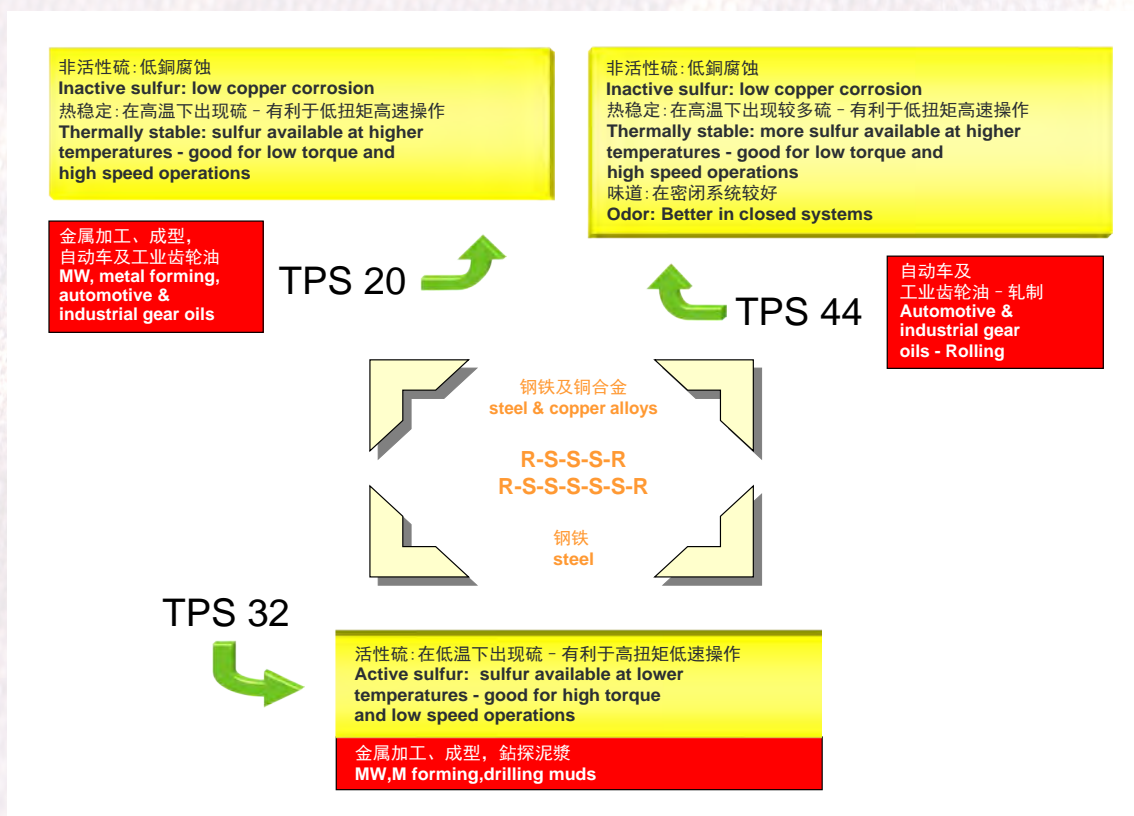 非活性硫:低銅腐蚀
Inactive sulfur: low copper corrosion
热稳定:在高温下出现硫 - 有利于低扭矩高速操作
Thermally stable: sulfur available at higher
temperatures - good for low torque and
high speed operations
非活性硫:低銅腐蚀
Inactive sulfur: low copper corrosion
热稳定:在高温下出现较多硫 - 有利于低扭矩高速操作
Thermally stable: more sulfur available at higher
temperatures - good for low torque and
high speed operations
味道:在密闭系统较好
Odor: Better in closed systems
金属加工、成型，
自动车及工业齿轮油
MW, metal forming,
automotive &
industrial gear oils
TPS 20
TPS 44
自动车及
工业齿轮油 - 轧制
Automotive &
industrial gear
oils - Rolling
钢铁及铜合金
steel & copper alloys
R-S-S-S-R
R-S-S-S-S-S-R
钢铁
steel
TPS 32
活性硫:在低温下出现硫 - 有利于高扭矩低速操作
Active sulfur:  sulfur available at lower
temperatures - good for high torque
and low speed operations
金属加工、成型，鉆探泥漿
MW,M forming,drilling muds